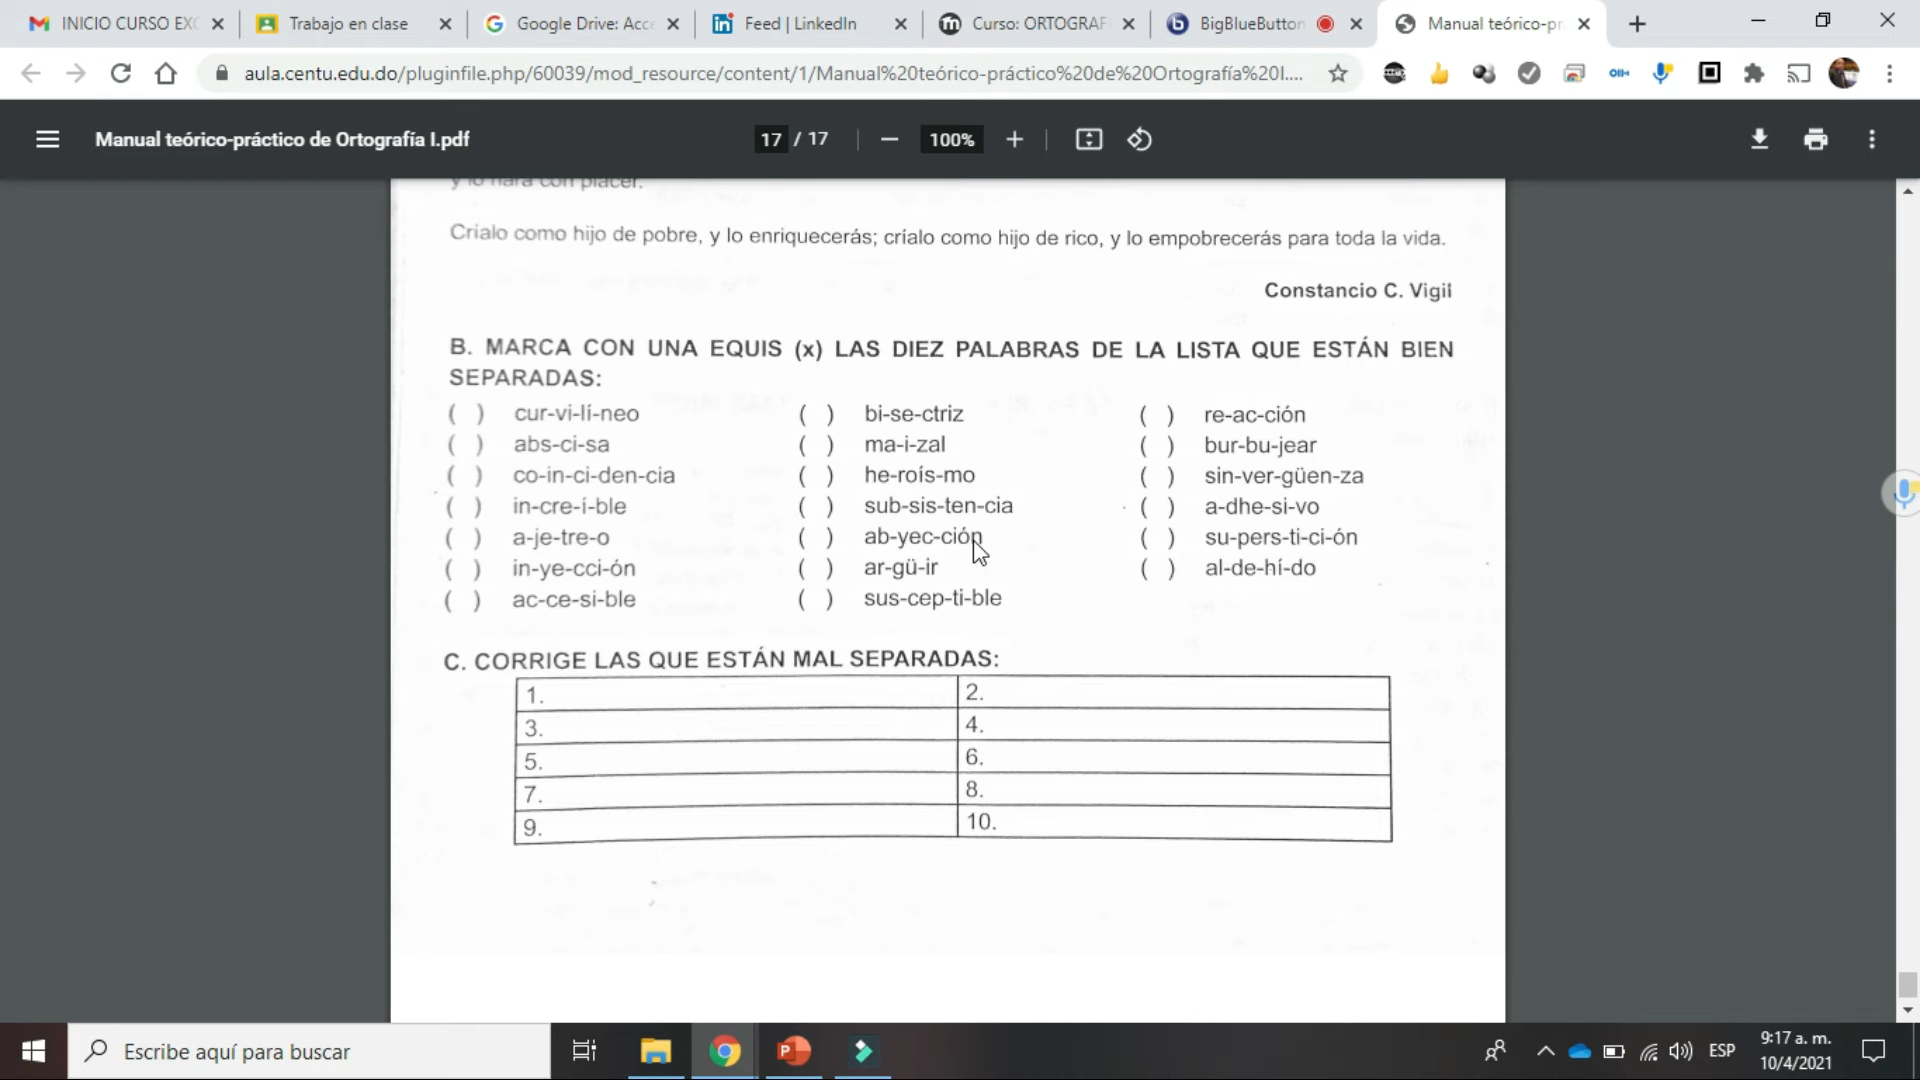 INICIO CURSO EXC
Trabajo en clase
Google Drive: Acce
Feed | LinkedIn
Curso: ORTOGRAFI
BigBlueButton
Manual teórico-pr
aula.centu.edu.do/pluginfile.php/60039/mod_resource/content/1/Manual%20teórico-práctico%20de%20Ortografía%20I....
Manual teórico-práctico de Ortografía I.pdf
17 / 17
100%
y lo hará con placer.
Críalo como hijo de pobre, y lo enriquecerás; críalo como hijo de rico, y lo empobrecerás para toda la vida.
Constancio C. Vigil
B. MARCA CON UNA EQUIS (x) LAS DIEZ PALABRAS DE LA LISTA QUE ESTÁN BIEN
SEPARADAS:
( ) cur-vi-lí-neo ( ) bi-se-ctriz ( ) re-ac-ción
( ) abs-ci-sa ( ) ma-i-zal ( ) bur-bu-jear
( ) co-in-ci-den-cia ( ) he-roís-mo ( ) sin-ver-güen-za
( ) in-cre-í-ble ( ) sub-sis-ten-cia ( ) a-dhe-si-vo
( ) a-je-tre-o ( ) ab-yec-ción ( ) su-pers-ti-ci-ón
( ) in-ye-cci-ón ( ) ar-gü-ir ( ) al-de-hí-do
( ) ac-ce-si-ble ( ) sus-cep-ti-ble
C. CORRIGE LAS QUE ESTÁN MAL SEPARADAS:
1. 2.
3. 4.
5. 6.
7. 8.
9. 10.
Escribe aquí para buscar
ESP
9:17 a. m.
10/4/2021